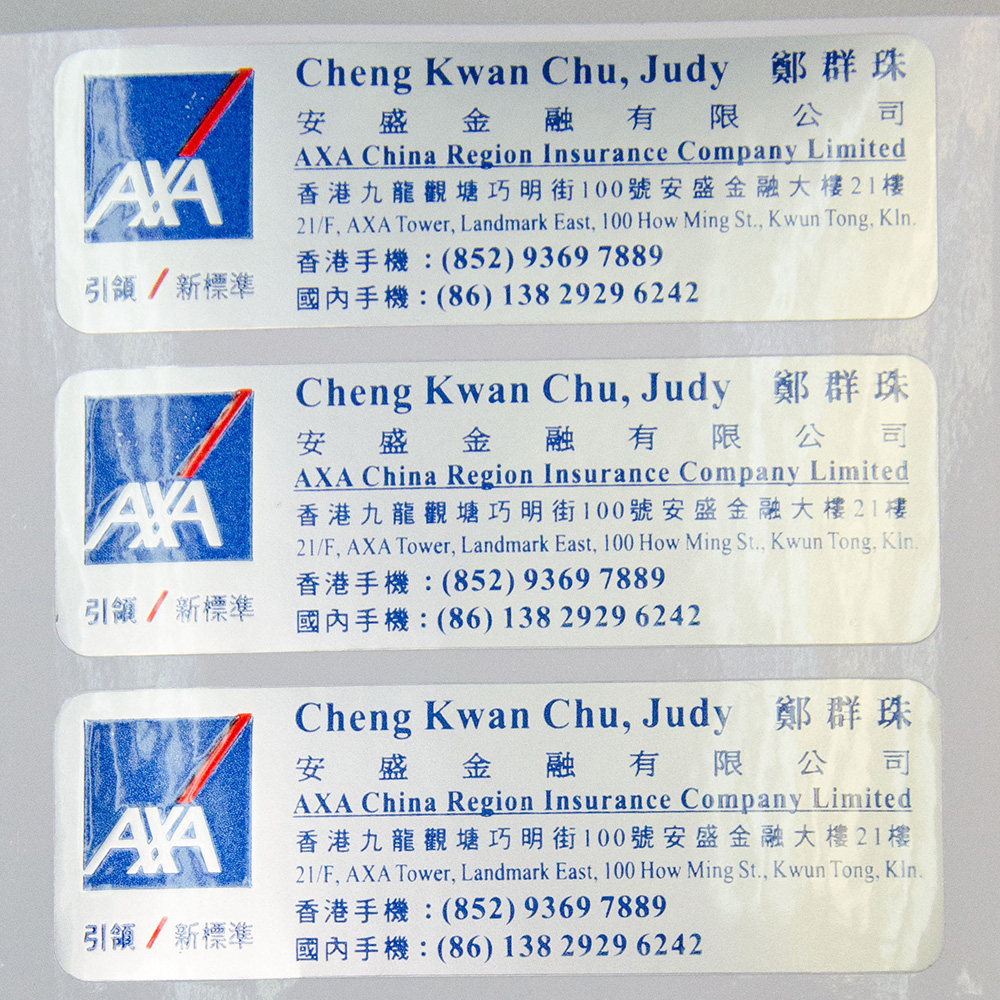 Cheng Kwan Chu, Judy 鄭群珠
安盛金融有限公司
AXA China Region Insurance Company Limited
香港九龍觀塘巧明街100號安盛金融大樓21樓
21/F, AXA Tower, Landmark East, 100 How Ming St., Kwun Tong, Kln.
香港手機：(852) 9369 7889
國內手機：(86) 138 2929 6242
AXA
引領/新標準
Cheng Kwan Chu, Judy 鄭群珠
安盛金融有限公司
AXA China Region Insurance Company Limited
香港九龍觀塘巧明街100號安盛金融大樓21樓
21/F, AXA Tower, Landmark East, 100 How Ming St., Kwun Tong, Kln.
香港手機：(852) 9369 7889
國內手機：(86) 138 2929 6242
AXA
引領/新標準
Cheng Kwan Chu, Judy 鄭群珠
安盛金融有限公司
AXA China Region Insurance Company Limited
香港九龍觀塘巧明街100號安盛金融大樓21樓
21/F, AXA Tower, Landmark East, 100 How Ming St., Kwun Tong, Kln.
香港手機：(852) 9369 7889
國內手機：(86) 138 2929 6242
AXA
引領/新標準